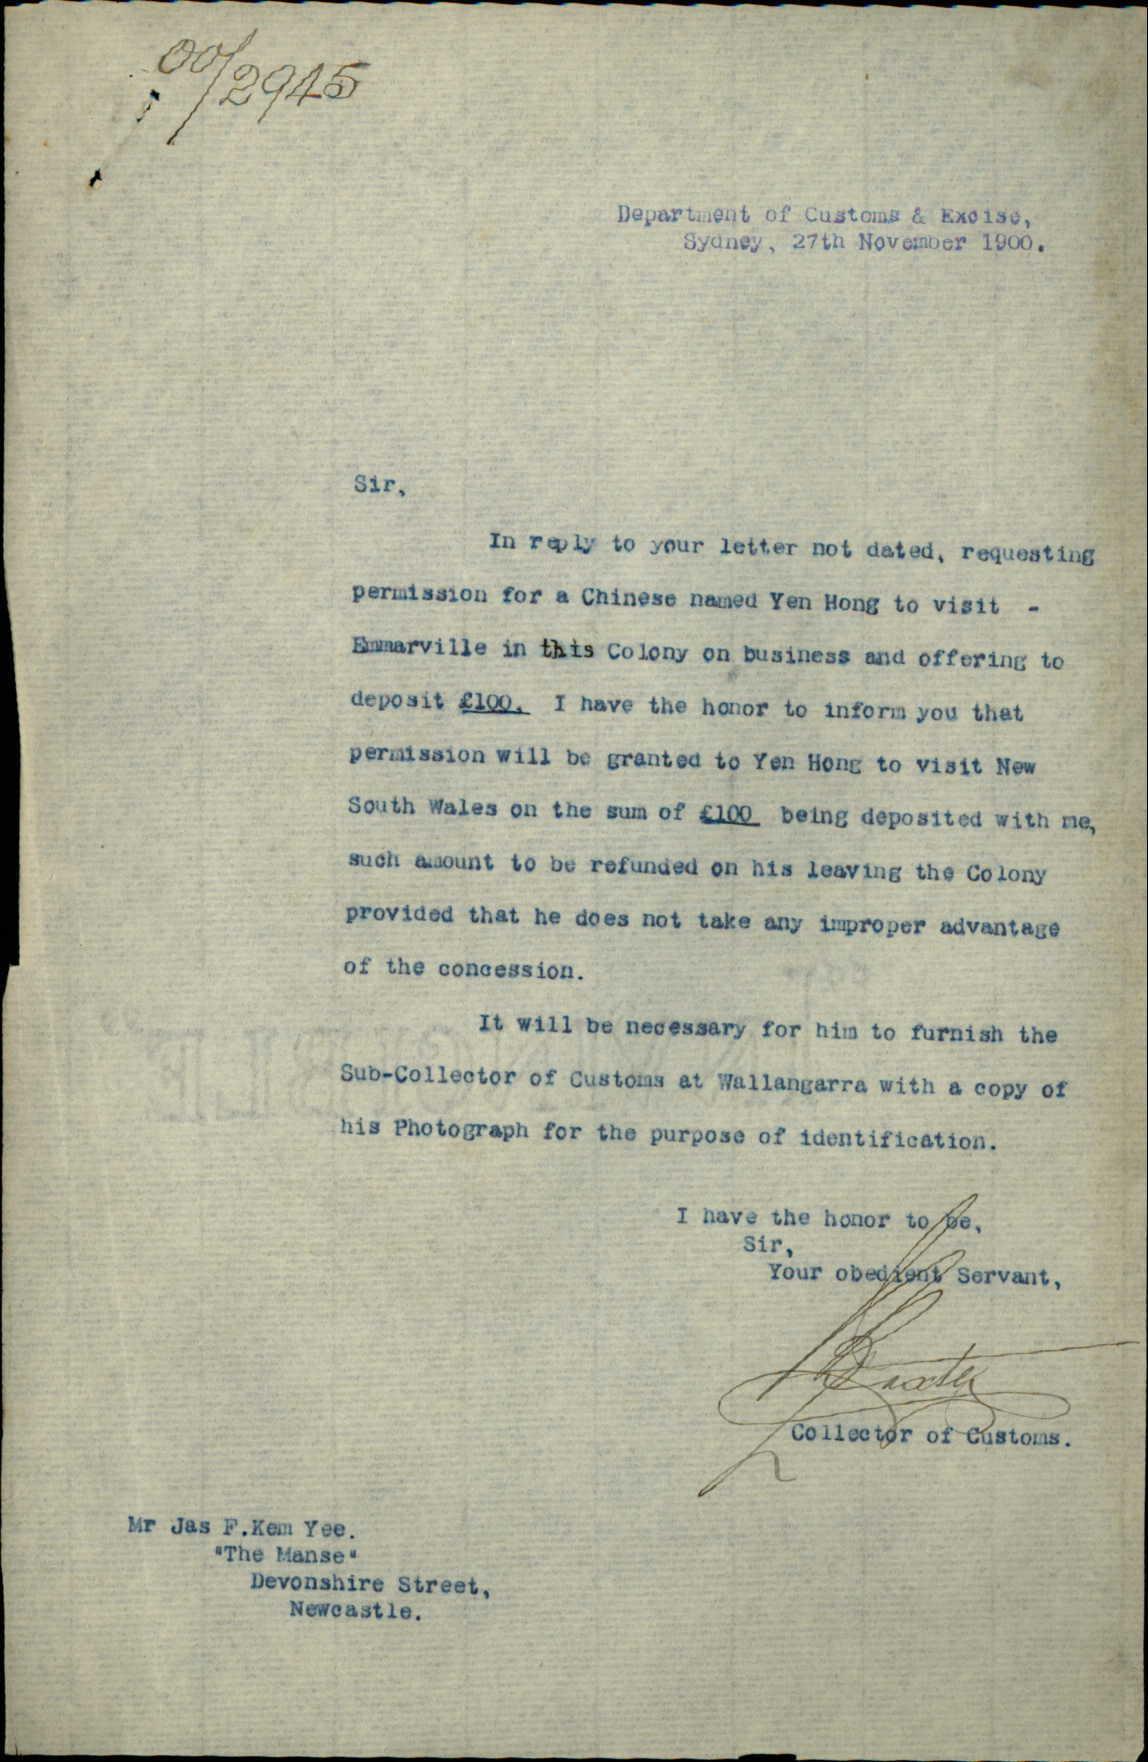 00/2945
Department of Customs & Excise,
Sydney, 27th November 1900.
Sir,
In reply to your letter not dated, requesting
permission for a Chinese named Yen Hong to visit -
Emmarville in this Colony on business and offering to
deposit £100. I have the honor to inform you that
permission will be granted to Yen Hong to visit New
South Wales on the sum of £100 being deposited with me,
such amount to be refunded on his leaving the Colony
provided that he does not take any improper advantage
of the concession.
It will be necessary for him to furnish the
Sub-Collector of Customs at Wallangarra with a copy of
his Photograph for the purpose of identification.
I have the honor to be,
Sir,
Your obedient Servant,
Baxter
Collector of Customs.
Mr Jas F.Kem Yee.
"The Manse"
Devonshire Street,
Newcastle.